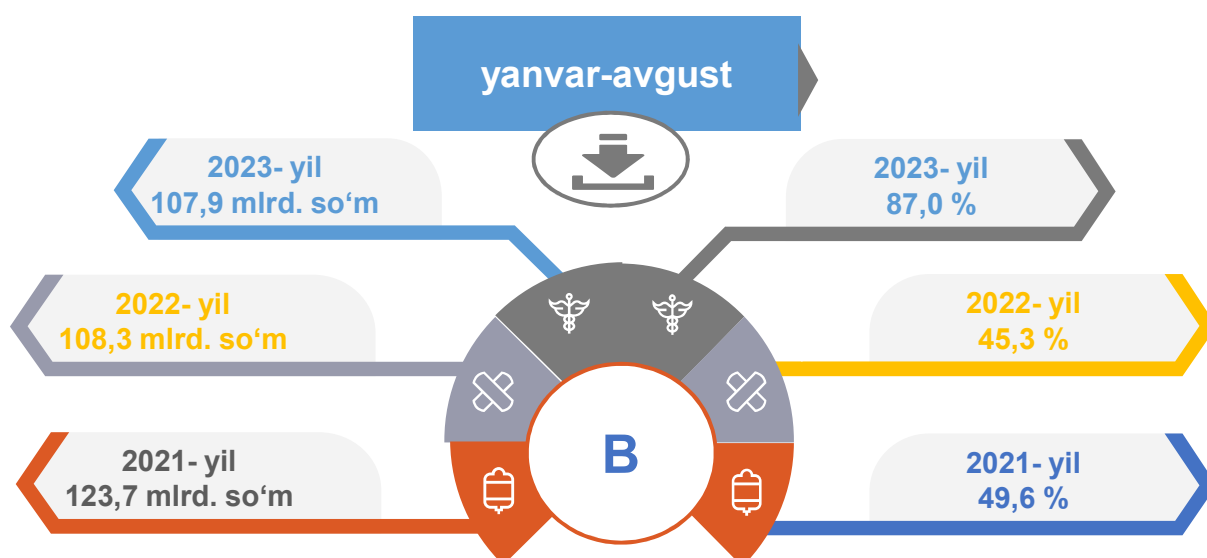 yanvar-avgust
2023- yil
107,9 mlrd. so‘m
2023- yil
87,0 %
2022- yil
108,3 mlrd. so‘m
2022- yil
45,3 %
B
2021- yil
123,7 mlrd. so‘m
2021- yil
49,6 %